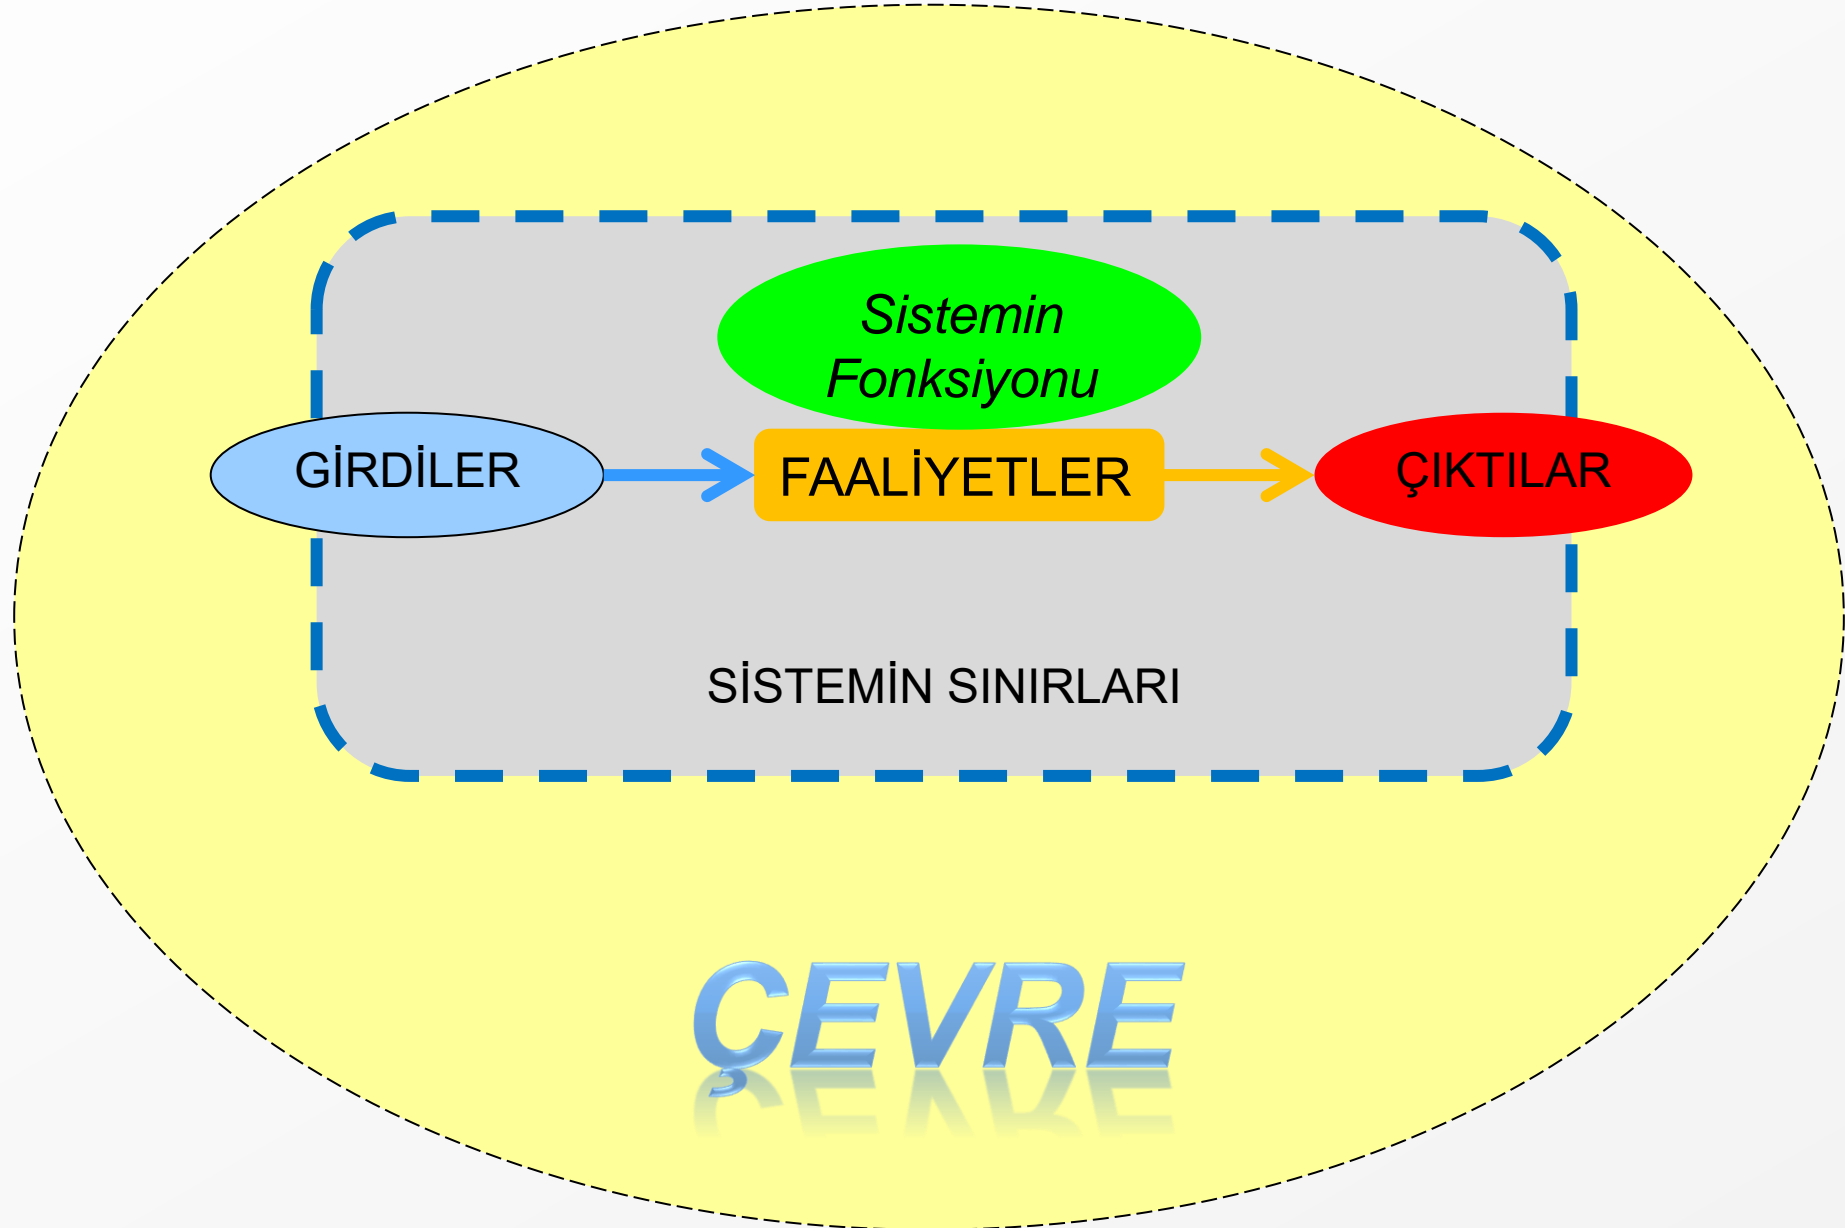 Sistemin
Fonksiyonu
GİRDİLER
FAALİYETLER
ÇIKTILAR
SİSTEMİN SINIRLARI
ÇEVRE